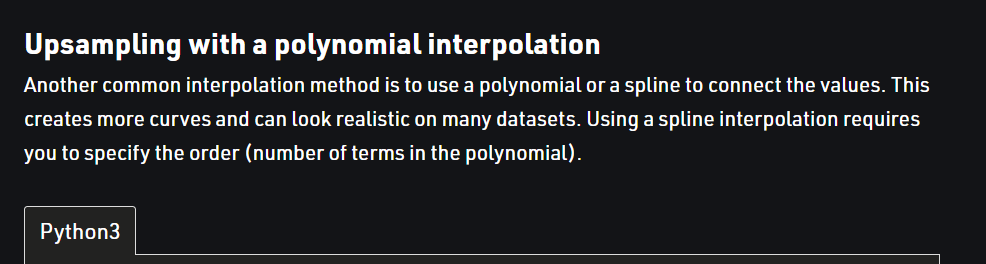 Upsampling with a polynomial interpolation
Another common interpolation method is to use a polynomial or a spline to connect the values. This
creates more curves and can look realistic on many datasets. Using a spline interpolation requires
you to specify the order (number of terms in the polynomial).
Python3